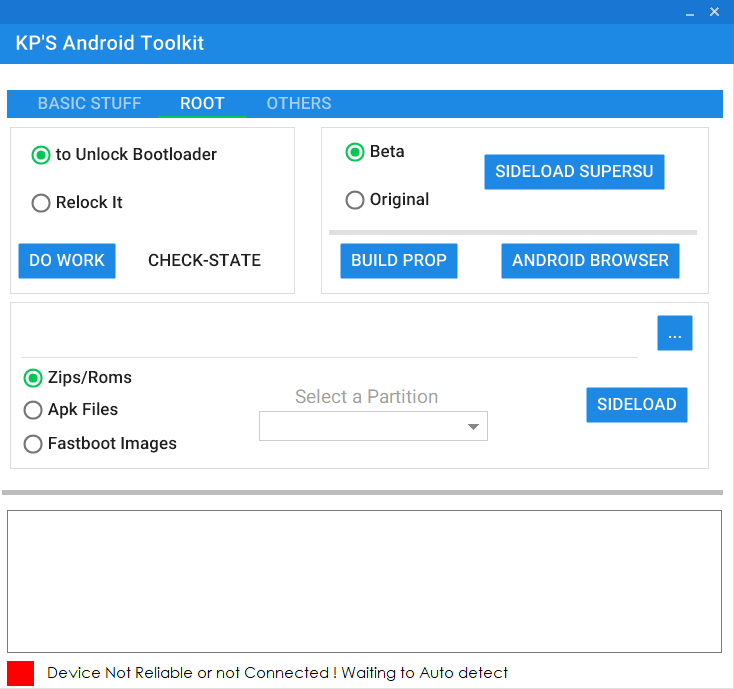 KP'S Android Toolkit
BASIC STUFF ROOT OTHERS
to Unlock Bootloader
Relock It
DO WORK CHECK-STATE
Beta
Original
SIDELOAD SUPERSU
BUILD PROP ANDROID BROWSER
...
Zips/Roms
Apk Files
Fastboot Images
Select a Partition
SIDELOAD
Device Not Reliable or not Connected ! Waiting to Auto detect